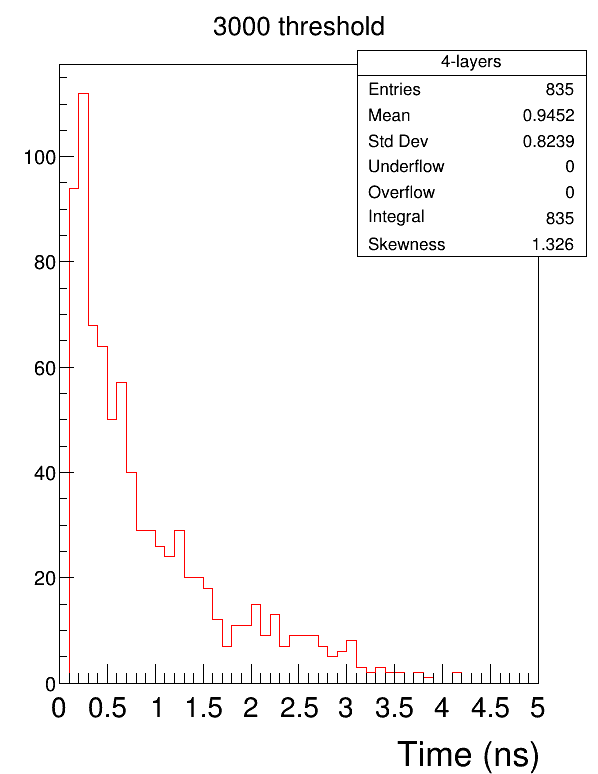 3000 threshold
4-layers
Entries 835
Mean 0.9452
Std Dev 0.8239
Underflow 0
Overflow 0
Integral 835
Skewness 1.326
100
80
60
40
20
0
0 0.5 1 1.5 2 2.5 3 3.5 4 4.5 5
Time (ns)